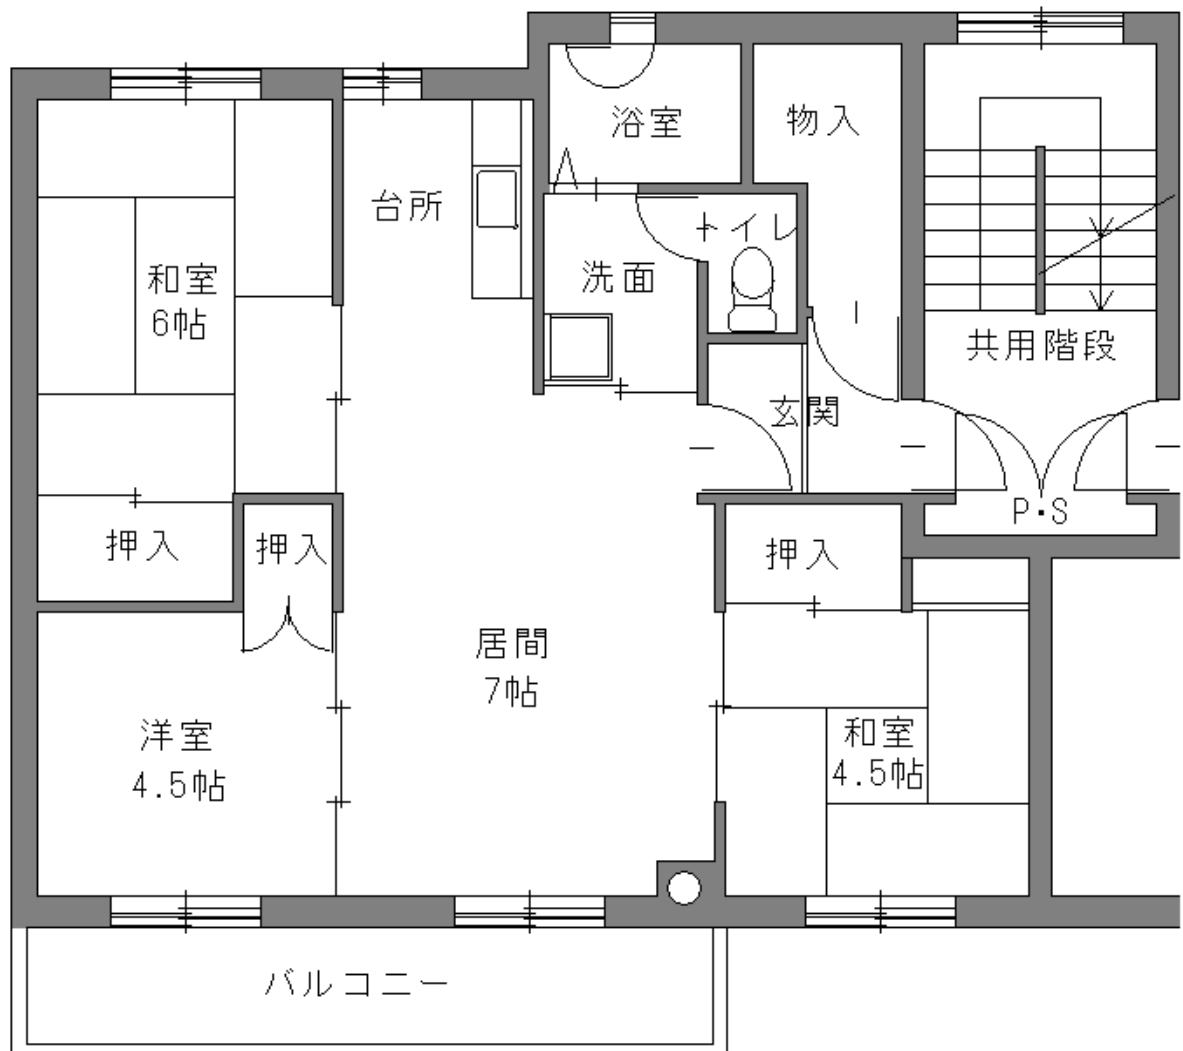 浴室
物入
台所
トイレ
和室
6帖
洗面
共用階段
玄関
P・S
押入
押入
押入
居間
7帖
洋室
4.5帖
和室
4.5帖
バルコニー